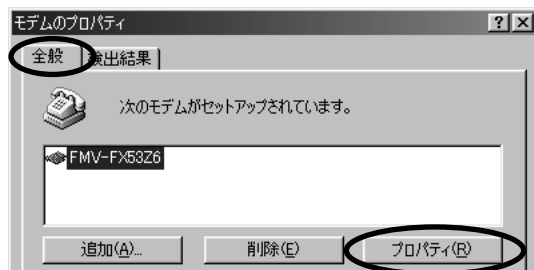 モデムのプロパティ
全般 検出結果
次のモデムがセットアップされています。
FMV-FX53Z6
追加(A)... 削除(E) プロパティ(R)